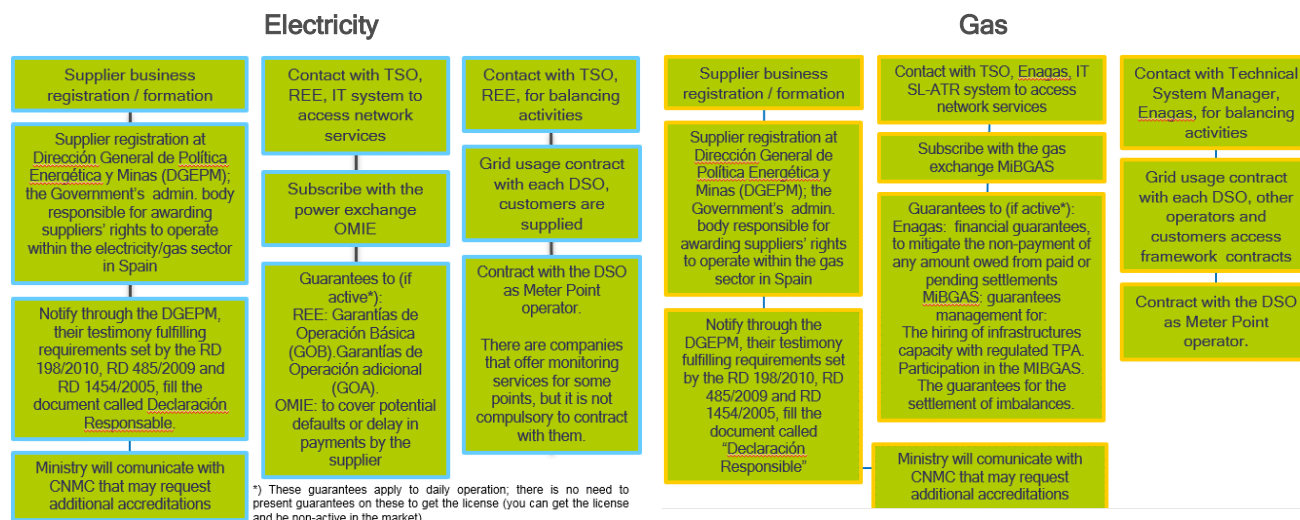 Electricity
Supplier business
registration / formation
Supplier registration at
Dirección General de Política
Energética y Minas (DGEPM);
the Government's admin. body
responsible for awarding
suppliers' rights to operate
within the electricity/gas sector
in Spain
Notify through the DGEPM,
their testimony fulfilling
requirements set by the RD
198/2010, RD 485/2009 and
RD 1454/2005, fill the
document called Declaración
Responsable.
Ministry will comunicate with
CNMC that may request
additional accreditations
Contact with TSO,
REE, IT system to
access network
services
Subscribe with the
power exchange
OMIE
Guarantees to (if
active*):
REE: Garantías de
Operación Básica
(GOB).Garantías de
Operación adicional
(GOA).
OMIE: to cover potential
defaults or delay in
payments by the
supplier
Contact with TSO,
REE, for balancing
activities
Grid usage contract
with each DSO,
customers are
supplied
Contract with the DSO
as Meter Point
operator.
There are companies
that offer monitoring
services for some
points, but it is not
compulsory to contract
with them.
*) These guarantees apply to daily operation; there is no need to
present guarantees on these to get the license (you can get the license
and be non-active in the market)
Gas
Supplier business
registration / formation
Supplier registration at
Dirección General de
Política Energética y
Minas (DGEPM); the
Government's admin.
body responsible for
awarding suppliers' rights
to operate within the gas
sector in Spain
Notify through the
DGEPM, their testimony
fulfilling requirements set
by the RD 198/2010, RD
485/2009 and RD
1454/2005, fill the
document called
"Declaración
Responsible"
Ministry will comunicate with
CNMC that may request
additional accreditations
Contact with TSO, Enagas, IT
SL-ATR system to access
network services
Subscribe with the gas
exchange MiBGAS
Guarantees to (if active*):
Enagas: financial guarantees,
to mitigate the non-payment of
any amount owed from paid or
pending settlements
MiBGAS: guarantees
management for:
The hiring of infrastructures
capacity with regulated TPA.
Participation in the MIBGAS.
The guarantees for the
settlement of imbalances.
Contact with Technical
System Manager,
Enagas, for balancing
activities
Grid usage contract
with each DSO, other
operators and
customers access
framework contracts
Contract with the DSO
as Meter Point
operator.